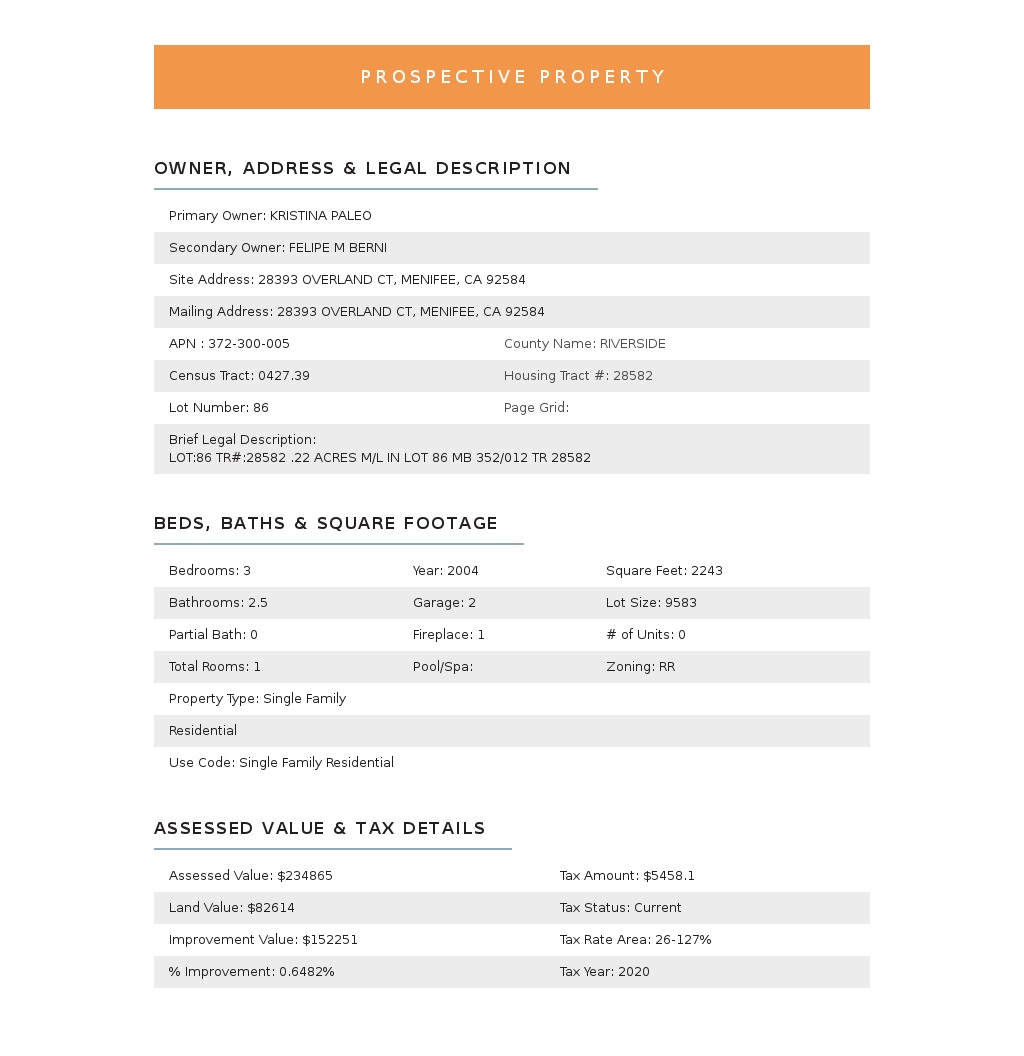 PROSPECTIVE PROPERTY
OWNER, ADDRESS & LEGAL DESCRIPTION
Primary Owner: KRISTINA PALEO
Secondary Owner: FELIPE M BERNI
Site Address: 28393 OVERLAND CT, MENIFEE, CA 92584
Mailing Address: 28393 OVERLAND CT, MENIFEE, CA 92584
APN : 372-300-005 County Name: RIVERSIDE
Census Tract: 0427.39 Housing Tract #: 28582
Lot Number: 86 Page Grid:
Brief Legal Description:
LOT:86 TR#:28582 .22 ACRES M/L IN LOT 86 MB 352/012 TR 28582
BEDS, BATHS & SQUARE FOOTAGE
Bedrooms: 3 Year: 2004 Square Feet: 2243
Bathrooms: 2.5 Garage: 2 Lot Size: 9583
Partial Bath: 0 Fireplace: 1 # of Units: 0
Total Rooms: 1 Pool/Spa: Zoning: RR
Property Type: Single Family
Residential
Use Code: Single Family Residential
ASSESSED VALUE & TAX DETAILS
Assessed Value: $234865 Tax Amount: $5458.1
Land Value: $82614 Tax Status: Current
Improvement Value: $152251 Tax Rate Area: 26-127%
% Improvement: 0.6482% Tax Year: 2020